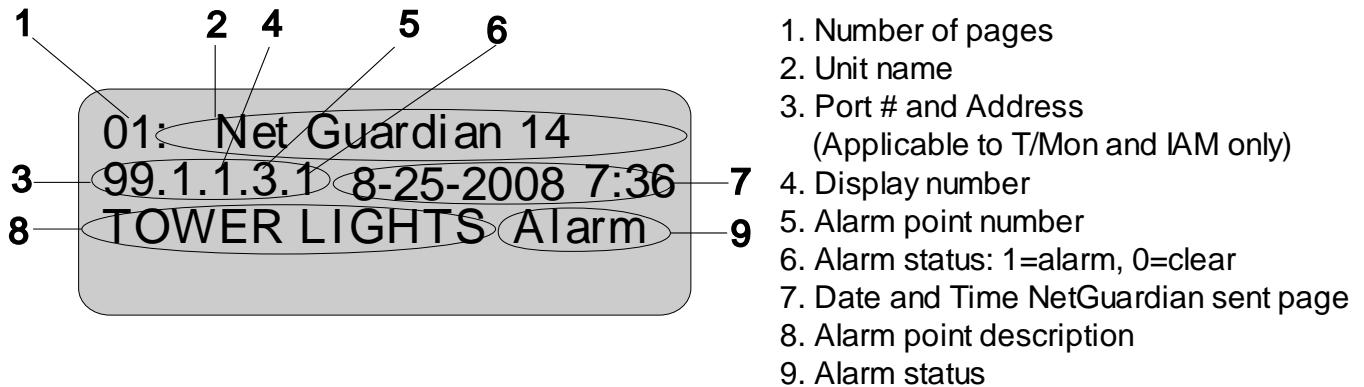 1 2 4 5 6
01: Net Guardian 14
3 99.1.1.3.1 8-25-2008 7:36 7
8 TOWER LIGHTS Alarm 9
1. Number of pages
2. Unit name
3. Port # and Address
(Applicable to T/Mon and IAM only)
4. Display number
5. Alarm point number
6. Alarm status: 1=alarm, 0=clear
7. Date and Time NetGuardian sent page
8. Alarm point description
9. Alarm status